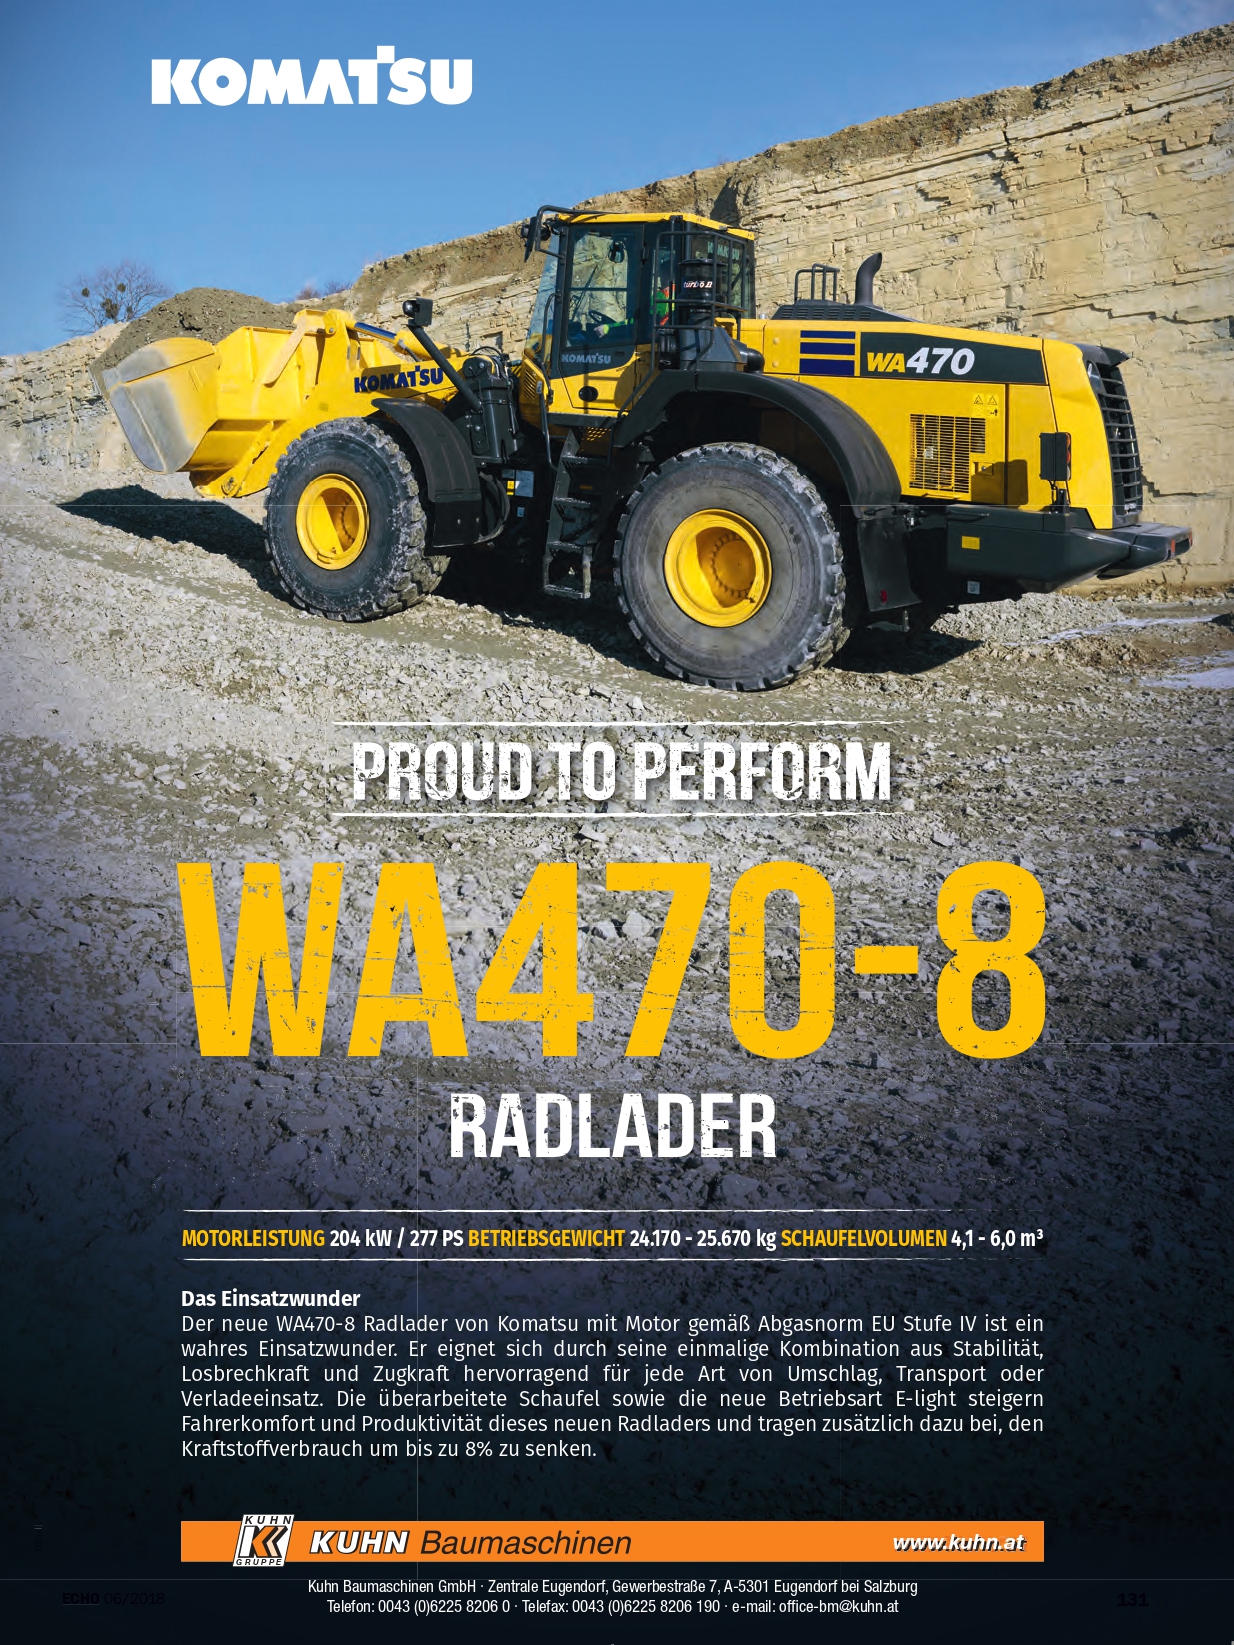 KOMATSU
turbo II
KOMATSU
KOMATSU
WA470
PROUD TO PERFORM
WA470-8
RADLADER
MOTORLEISTUNG 204 kW / 277 PS BETRIEBSGEWICHT 24.170 - 25.670 kg SCHAUFELVOLUMEN 4,1 - 6,0 m³
Das Einsatzwunder
Der neue WA470-8 Radlader von Komatsu mit Motor gemäß Abgasnorm EU Stufe IV ist ein
wahres Einsatzwunder. Er eignet sich durch seine einmalige Kombination aus Stabilität,
Losbrechkraft und Zugkraft hervorragend für jede Art von Umschlag, Transport oder
Verladeeinsatz. Die überarbeitete Schaufel sowie die neue Betriebsart E-light steigern
Fahrerkomfort und Produktivität dieses neuen Radladers und tragen zusätzlich dazu bei, den
Kraftstoffverbrauch um bis zu 8% zu senken.
KUHN
GRUPPE
KUHN Baumaschinen
www.kuhn.at
Kuhn Baumaschinen GmbH · Zentrale Eugendorf, Gewerbestraße 7, A-5301 Eugendorf bei Salzburg
Telefon: 0043 (0)6225 8206 0 · Telefax: 0043 (0)6225 8206 190 · e-mail: office-bm@kuhn.at
ECHO 06/2018
131